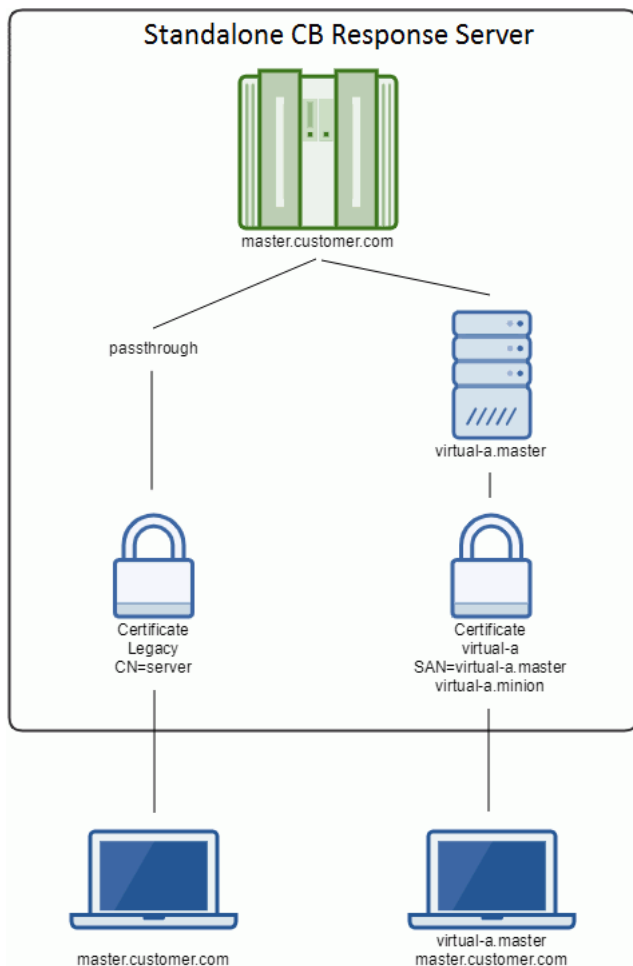 Standalone CB Response Server
master.customer.com
passthrough
virtual-a.master
Certificate
Legacy
CN=server
Certificate
virtual-a
SAN=virtual-a.master
virtual-a.minion
master.customer.com
virtual-a.master
master.customer.com